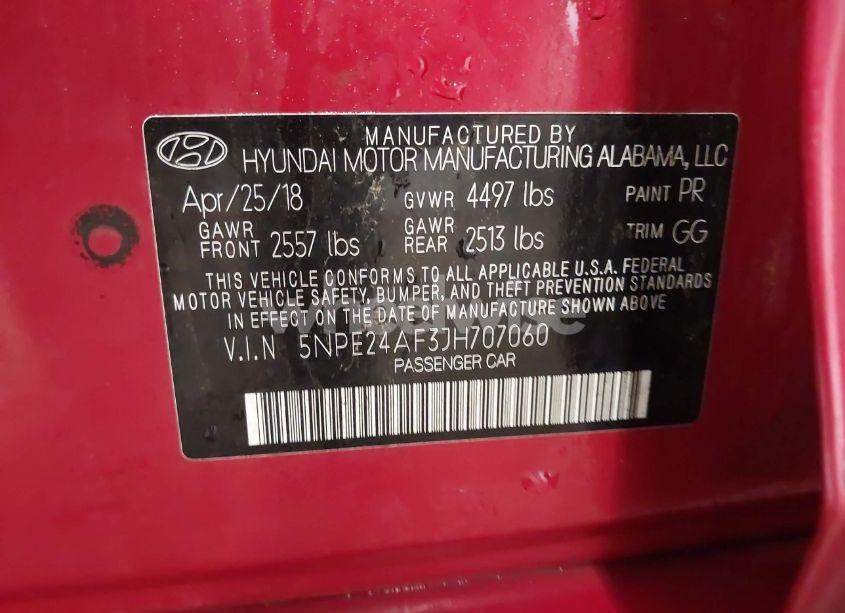 MANUFACTURED BY
HYUNDAI MOTOR MANUFACTURING ALABAMA, LLC
Apr/25/18 GVWR 4497 lbs PAINT PR
GAWR FRONT 2557 lbs GAWR REAR 2513 lbs TRIM GG
THIS VEHICLE CONFORMS TO ALL APPLICABLE U.S.A. FEDERAL
MOTOR VEHICLE SAFETY, BUMPER, AND THEFT PREVENTION STANDARDS
IN EFFECT ON THE DATE OF MANUFACTURE SHOWN ABOVE
V.I.N 5NPE24AF3JH707060
PASSENGER CAR